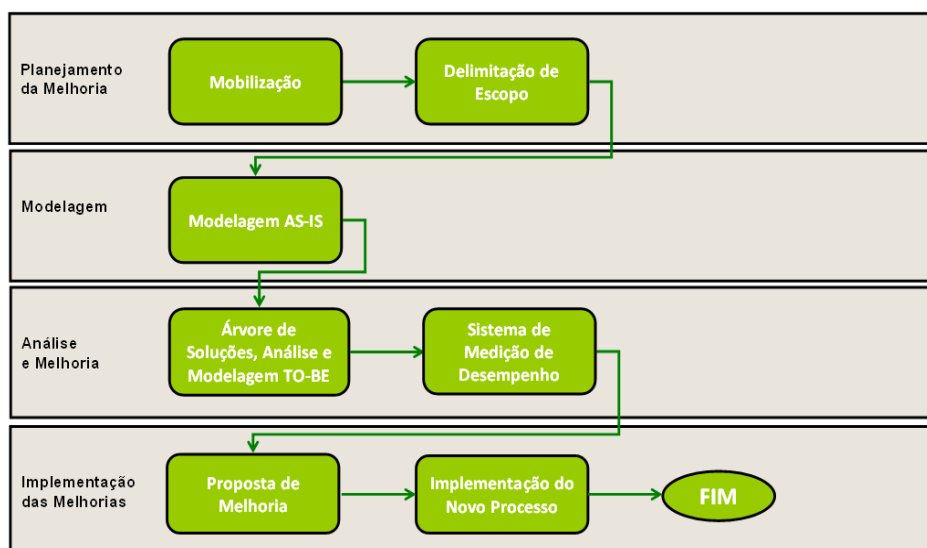 Planejamento
da Melhoria
Mobilização
Delimitação de
Escopo
Modelagem
Modelagem AS-IS
Análise
e Melhoria
Árvore de
Soluções, Análise e
Modelagem TO-BE
Sistema de
Medição de
Desempenho
Implementação
das Melhorias
Proposta de
Melhoria
Implementação do
Novo Processo
FIM